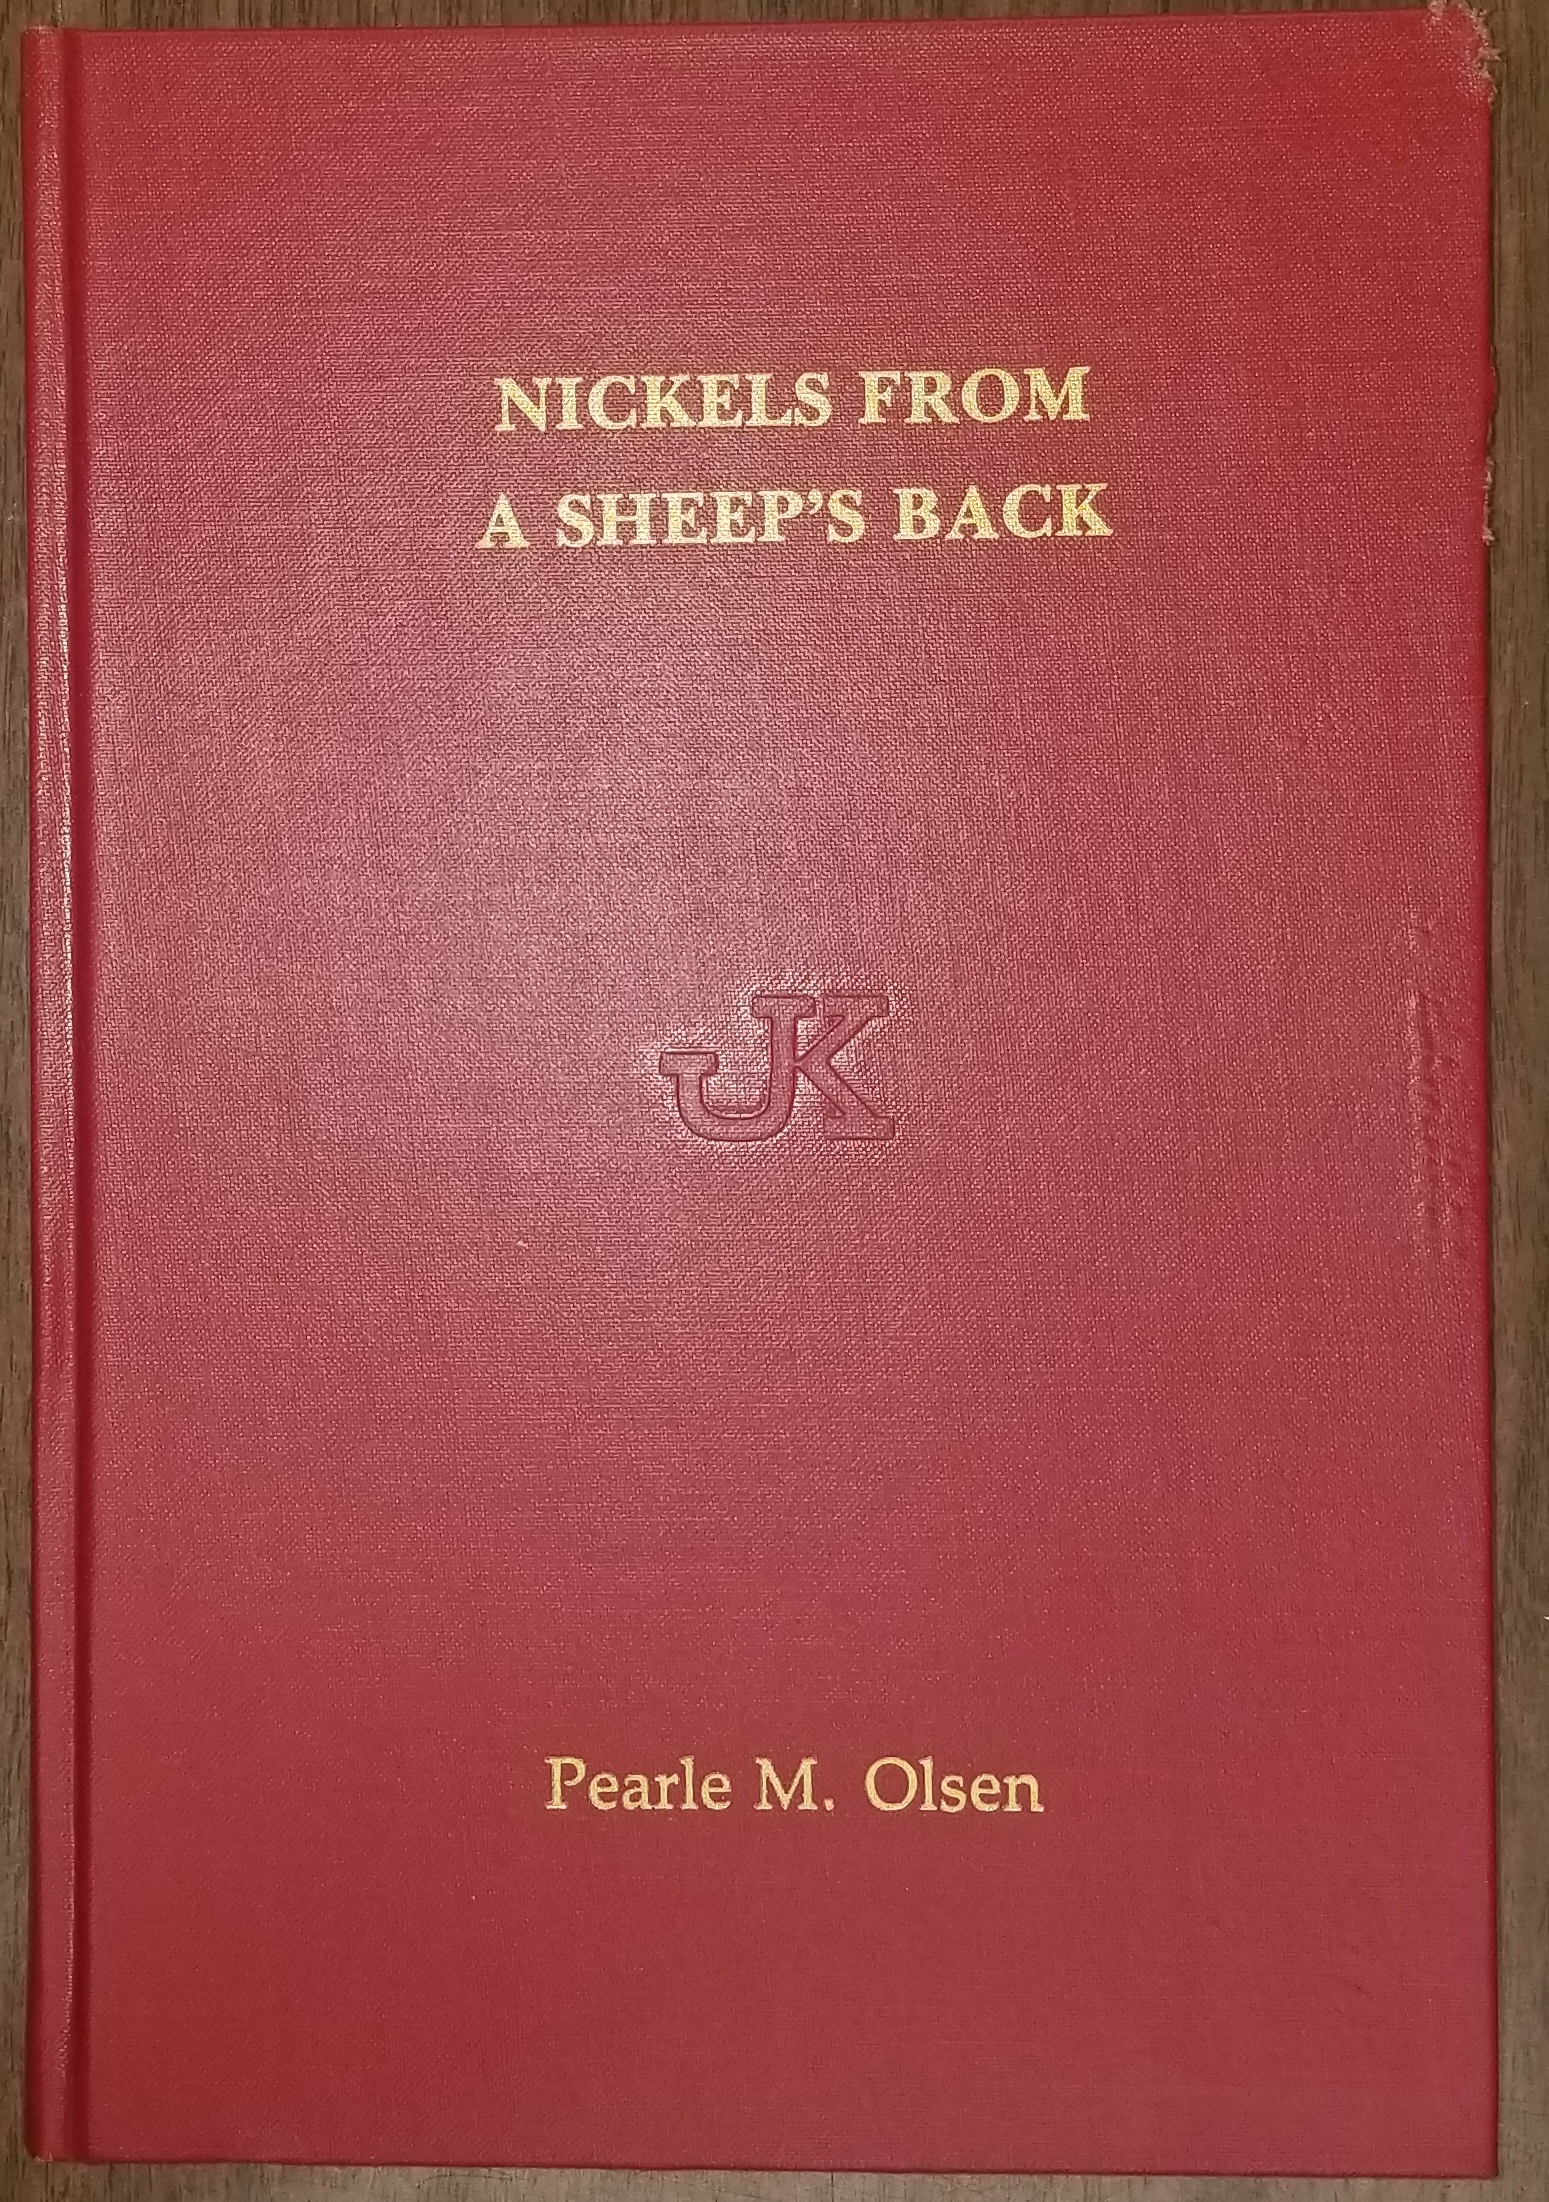 NICKELS FROM
A SHEEP'S BACK
JK
Pearle M. Olsen